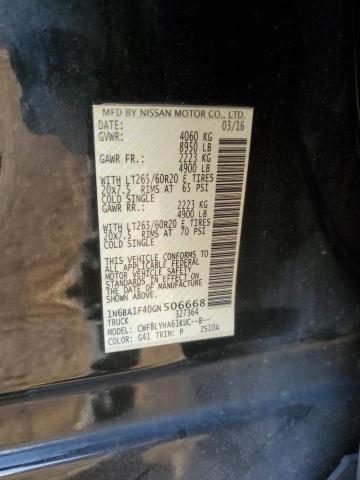 MFD BY NISSAN MOTOR CO., LTD.
DATE: 03/16
GVWR: 4060 KG
8950 LB
GAWR FR.: 2223 KG
4900 LB
WITH LT265/60R20 E TIRES
20x7.5 RIMS AT 65 PSI
COLD SINGLE
GAWR RR.: 2223 KG
4900 LB
WITH LT265/60R20 E TIRES
20x7.5 RIMS AT 70 PSI
COLD SINGLE
THIS VEHICLE CONFORMS TO
ALL APPLICABLE FEDERAL
MOTOR VEHICLE SAFETY
STANDARDS IN EFFECT ON
THE DATE OF MANUFACTURE
SHOWN ABOVE.
1N6BA1F40GN506668
TRUCK 327364
MODEL: CWF8LYHA61KUC--B--
COLOR: G41 TRIM: P ZS10A